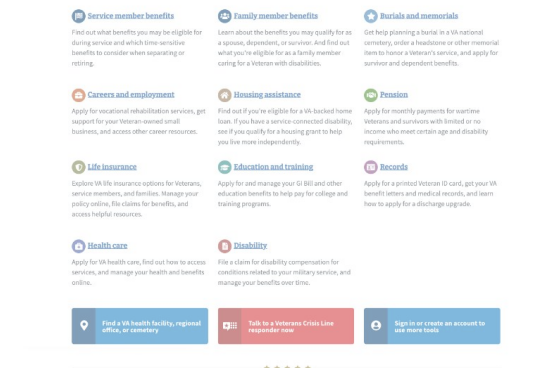 Service member benefits
Find out what benefits you may be eligible for
during service and which time-sensitive
benefits to consider when separating or
retiring.
Family member benefits
Learn about the benefits you may qualify for as
a spouse, dependent, or survivor. And find out
what you're eligible for as a family member
caring for a Veteran with disabilities.
Burials and memorials
Get help planning a burial in a VA national
cemetery, order a headstone or other memorial
item to honor a Veteran's service, and apply for
survivor and dependent benefits.
Careers and employment
Apply for vocational rehabilitation services, get
support for your Veteran-owned small
business, and access other career resources.
Housing assistance
Find out if you're eligible for a VA-backed home
loan. If you have a service-connected disability,
see if you qualify for a housing grant to help
you live more independently.
Pension
Apply for monthly payments for wartime
Veterans and survivors with limited or no
income who meet certain age and disability
requirements.
Life insurance
Explore VA life insurance options for Veterans,
service members, and families. Manage your
policy online, file claims for benefits, and
access helpful resources.
Education and training
Apply for and manage your GI Bill and other
education benefits to help pay for college and
training programs.
Records
Apply for a printed Veteran ID card, get your VA
benefit letters and medical records, and learn
how to apply for a discharge upgrade.
Health care
Apply for VA health care, find out how to access
services, and manage your health and benefits
online.
Disability
File a claim for disability compensation for
conditions related to your military service, and
manage your benefits over time.
Find a VA health facility, regional
office, or cemetery
Talk to a Veterans Crisis Line
responder now
Sign in or create an account to
use more tools